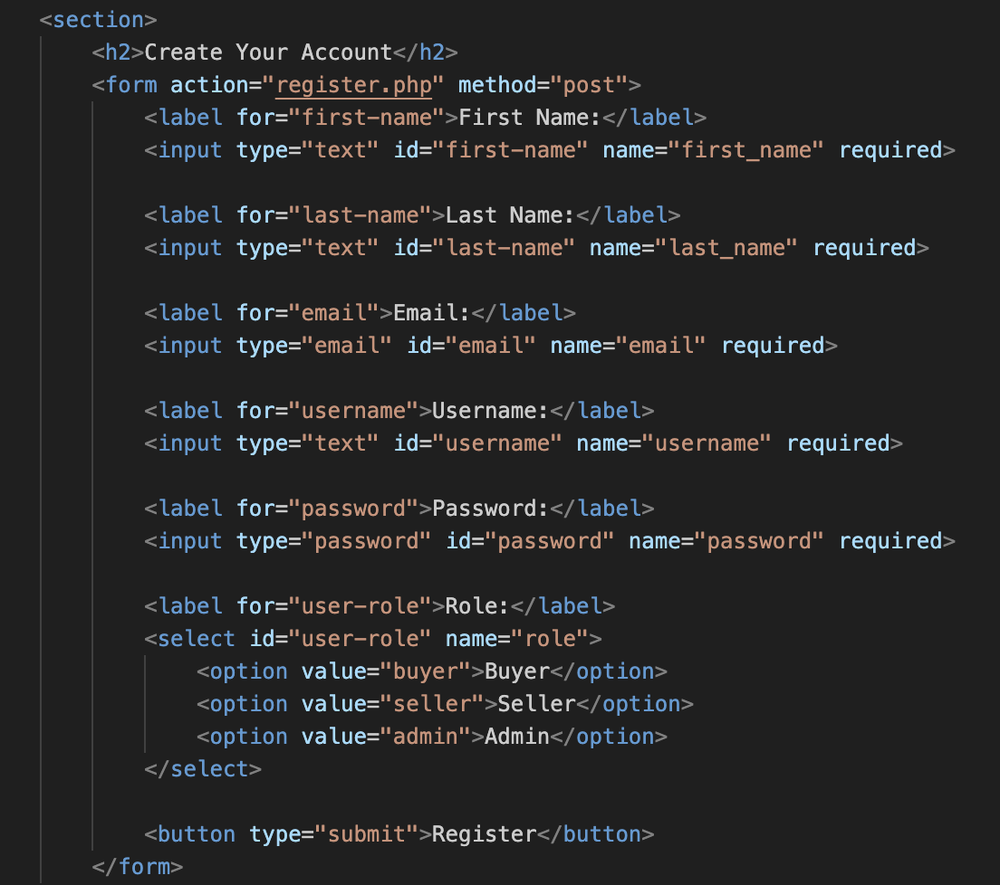 <section>
<h2>Create Your Account</h2>
<form action="register.php" method="post">
<label for="first-name">First Name:</label>
<input type="text" id="first-name" name="first_name" required>
<label for="last-name">Last Name:</label>
<input type="text" id="last-name" name="last_name" required>
<label for="email">Email:</label>
<input type="email" id="email" name="email" required>
<label for="username">Username:</label>
<input type="text" id="username" name="username" required>
<label for="password">Password:</label>
<input type="password" id="password" name="password" required>
<label for="user-role">Role:</label>
<select id="user-role" name="role">
<option value="buyer">Buyer</option>
<option value="seller">Seller</option>
<option value="admin">Admin</option>
</select>
<button type="submit">Register</button>
</form>